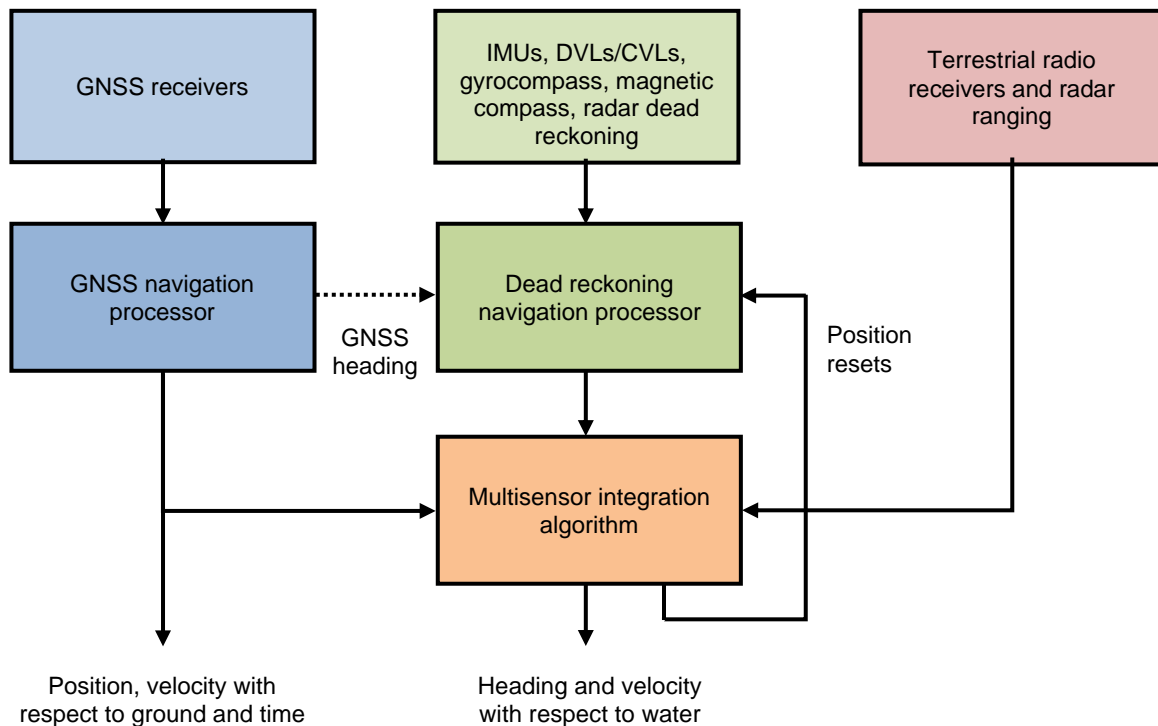 GNSS receivers
IMUs, DVLs/CVLs,
gyrocompass, magnetic
compass, radar dead
reckoning
Terrestrial radio
receivers and radar
ranging
GNSS navigation
processor
GNSS
heading
Dead reckoning
navigation processor
Position
resets
Multisensor integration
algorithm
Position, velocity with
respect to ground and time
Heading and velocity
with respect to water